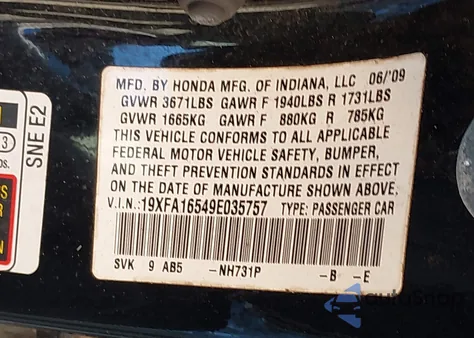 MFD. BY HONDA MFG. OF INDIANA, LLC 06/'09
GVWR 3671LBS GAWR F 1940LBS R 1731LBS
GVWR 1665KG GAWR F 880KG R 785KG
THIS VEHICLE CONFORMS TO ALL APPLICABLE
FEDERAL MOTOR VEHICLE SAFETY, BUMPER,
AND THEFT PREVENTION STANDARDS IN EFFECT
ON THE DATE OF MANUFACTURE SHOWN ABOVE.
V.I.N.:19XFA16549E035757 TYPE: PASSENGER CAR
SVK 9 AB5 -NH731P -B -E
SNE E2
3